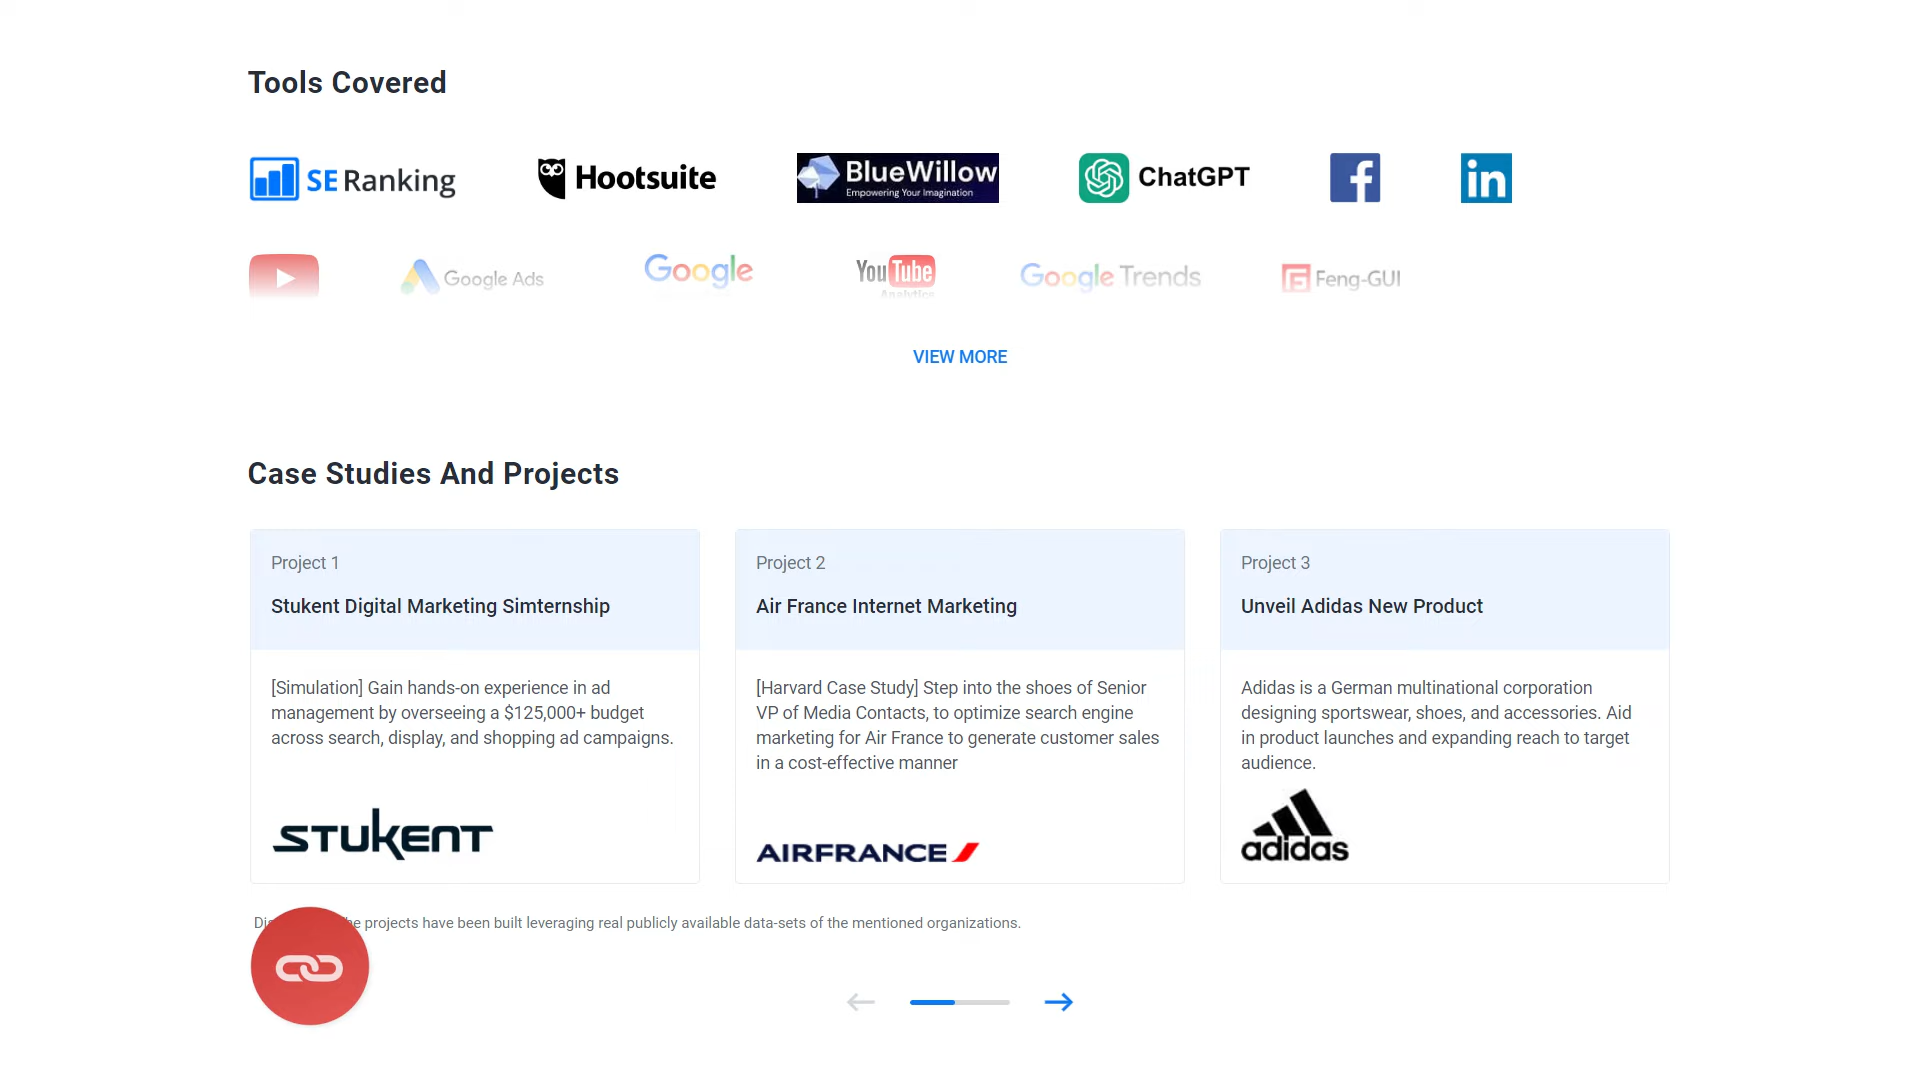 Tools Covered
SE Ranking
Hootsuite
BlueWillow
Empowering Your Imagination
ChatGPT
f
in
Google Ads
Google
YouTube
Analytics
Google Trends
Feng-GUI
VIEW MORE
Case Studies And Projects
Project 1
Stukent Digital Marketing Simternship
[Simulation] Gain hands-on experience in ad
management by overseeing a $125,000+ budget
across search, display, and shopping ad campaigns.
STUKENT
Project 2
Air France Internet Marketing
[Harvard Case Study] Step into the shoes of Senior
VP of Media Contacts, to optimize search engine
marketing for Air France to generate customer sales
in a cost-effective manner
AIRFRANCE
Project 3
Unveil Adidas New Product
Adidas is a German multinational corporation
designing sportswear, shoes, and accessories. Aid
in product launches and expanding reach to target
audience.
adidas
projects have been built leveraging real publicly available data-sets of the mentioned organizations.